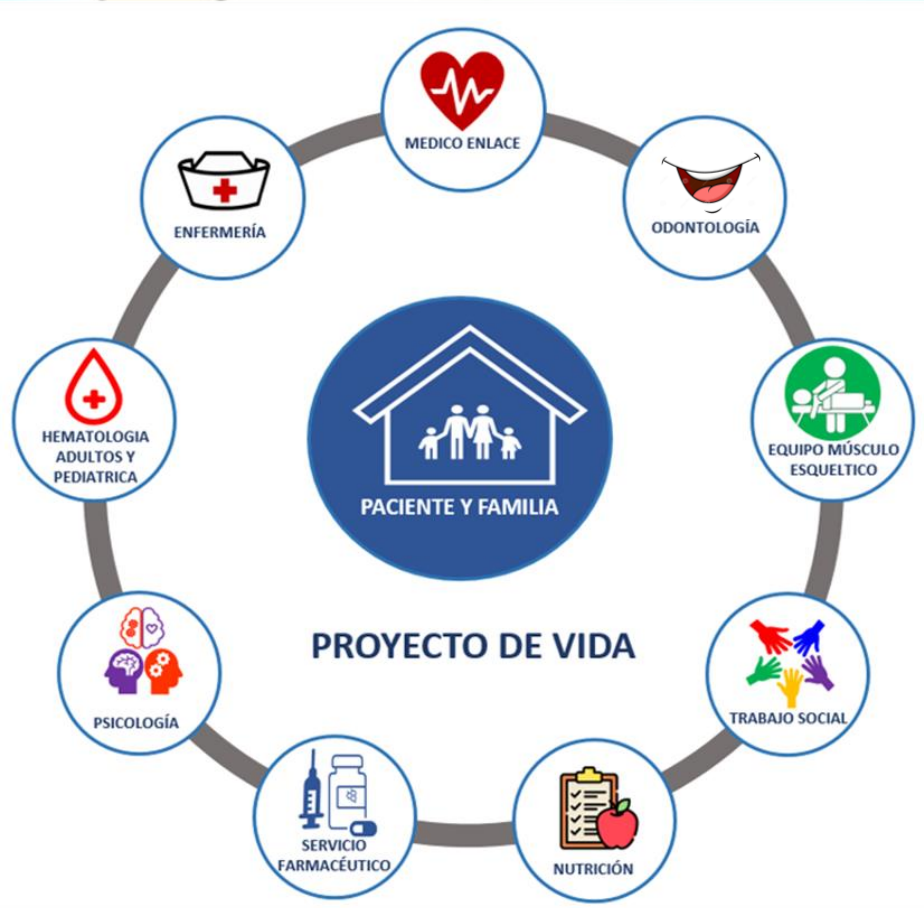 MEDICO ENLACE
ODONTOLOGÍA
EQUIPO MÚSCULO
ESQUELTICO
TRABAJO SOCIAL
NUTRICIÓN
SERVICIO
FARMACÉUTICO
PSICOLOGÍA
HEMATOLOGIA
ADULTOS Y
PEDIATRICA
ENFERMERÍA
PACIENTE Y FAMILIA
PROYECTO DE VIDA